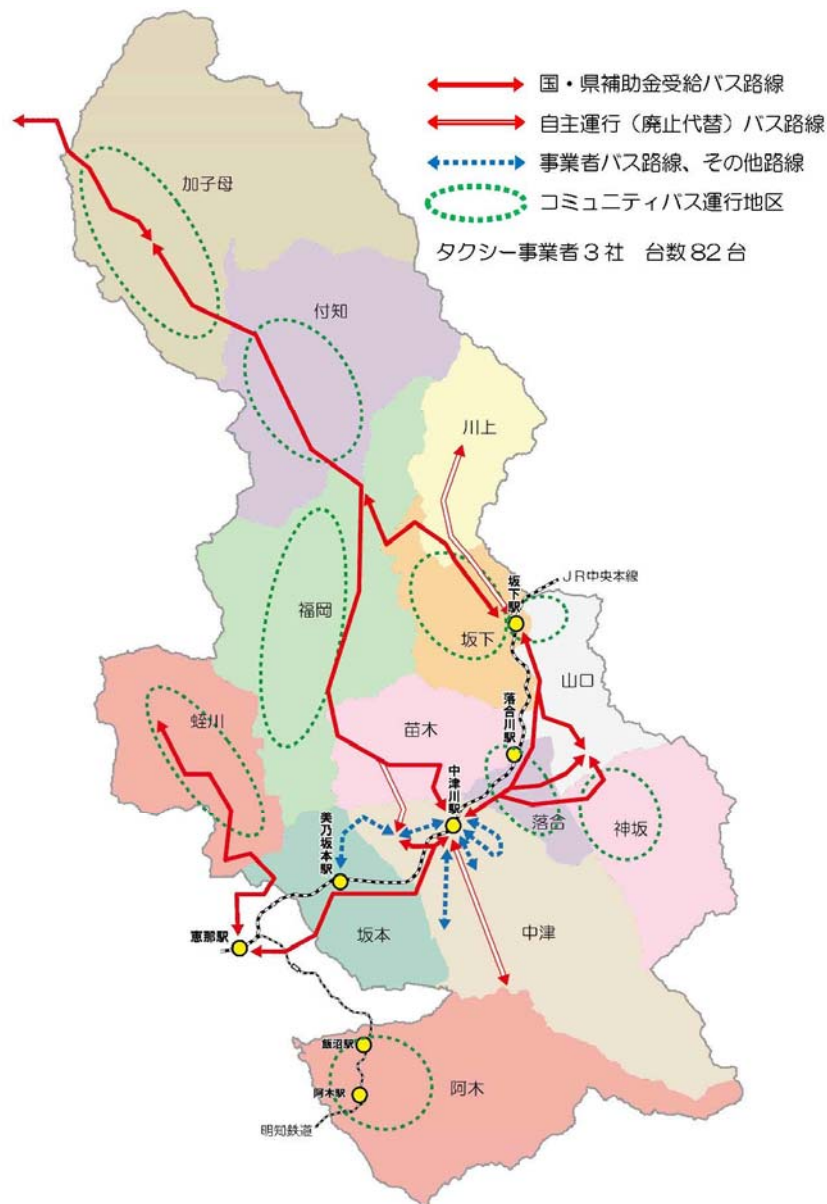 国・県補助金受給バス路線
自主運行（廃止代替）バス路線
事業者バス路線、その他路線
コミュニティバス運行地区
タクシー事業者３社　台数８２台
加子母
付知
川上
ＪＲ中央本線
坂下駅
福岡
坂下
山口
蛭川
苗木
落合川駅
中津川駅
落合
神坂
美乃坂本駅
坂本
中津
恵那駅
飯沼駅
阿木駅
阿木
明知鉄道